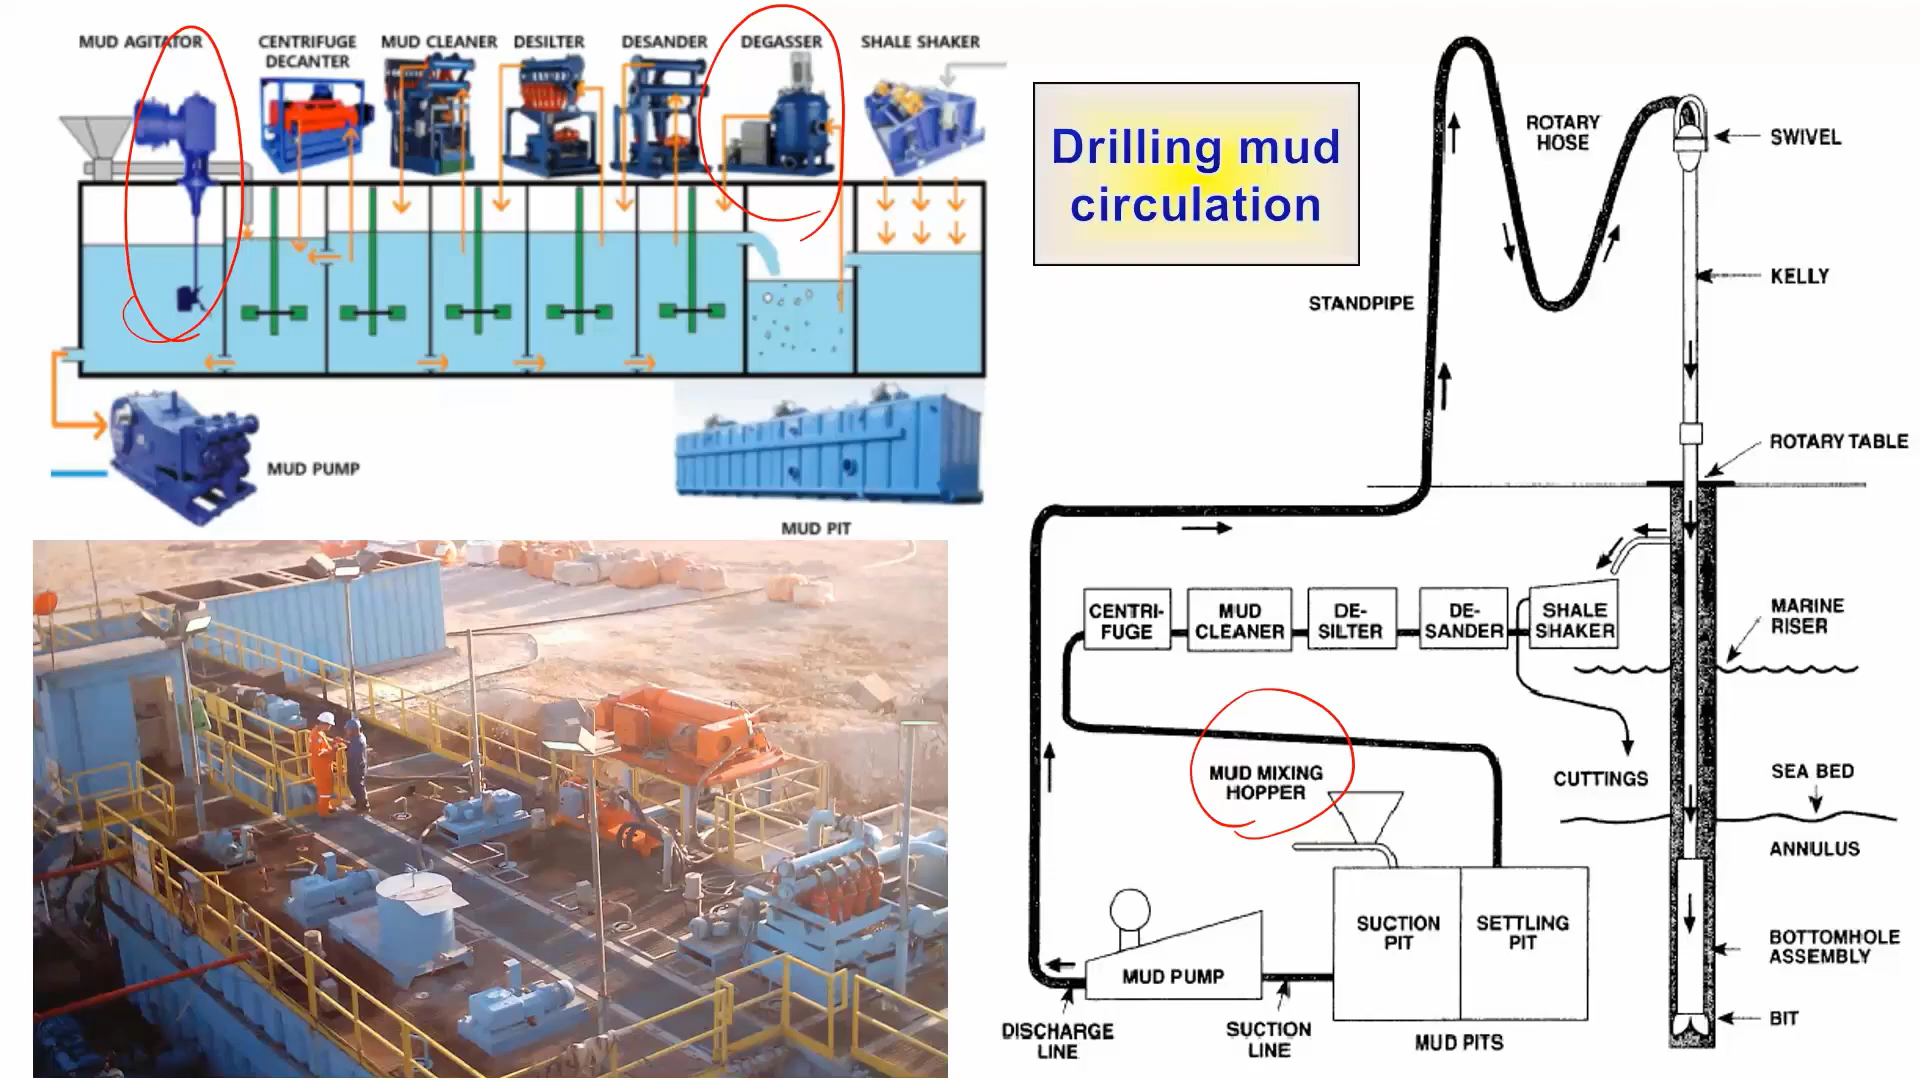 MUD AGITATOR
CENTRIFUGE
DECANTER
MUD CLEANER
DESILTER
DESANDER
DEGASSER
SHALE SHAKER
MUD PUMP
MUD PIT
Drilling mud
circulation
ROTARY
HOSE
SWIVEL
KELLY
STANDPIPE
ROTARY TABLE
CENTRI-
FUGE
MUD
CLEANER
DE-
SILTER
DE-
SANDER
SHALE
SHAKER
MARINE
RISER
MUD MIXING
HOPPER
CUTTINGS
SEA BED
ANNULUS
SUCTION
PIT
SETTLING
PIT
BOTTOMHOLE
ASSEMBLY
MUD PUMP
BIT
DISCHARGE
LINE
SUCTION
LINE
MUD PITS